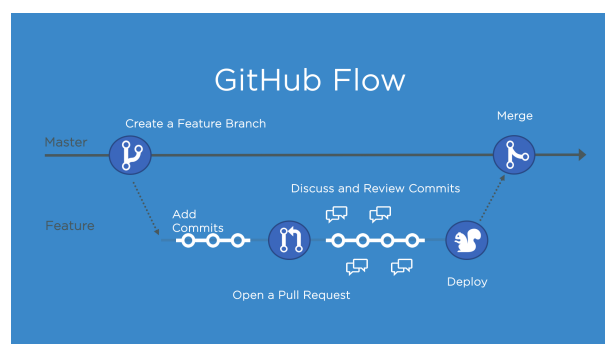 GitHub Flow
Merge
Create a Feature Branch
Master
Discuss and Review Commits
Add
Commits
Feature
Deploy
Open a Pull Request